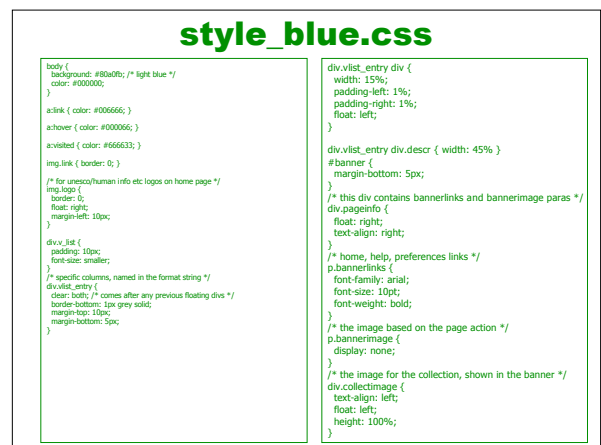 style_blue.css
body {
background: #80a0fb; /* light blue */
color: #000000;
}
a:link { color: #006666; }
a:hover { color: #000066; }
a:visited { color: #666633; }
img.link { border: 0; }
/* for unesco/human info etc logos on home page */
img.logo {
border: 0;
float: right;
margin-left: 10px;
}
div.v_list {
padding: 10px;
font-size: smaller;
}
/* specific columns, named in the format string */
div.vlist_entry {
clear: both; /* comes after any previous floating divs */
border-bottom: 1px grey solid;
margin-top: 10px;
margin-bottom: 5px;
}
div.vlist_entry div {
width: 15%;
padding-left: 1%;
padding-right: 1%;
float: left;
}
div.vlist_entry div.descr { width: 45% }
#banner {
margin-bottom: 5px;
}
/* this div contains bannerlinks and bannerimage paras */
div.pageinfo {
float: right;
text-align: right;
}
/* home, help, preferences links */
p.bannerlinks {
font-family: arial;
font-size: 10pt;
font-weight: bold;
}
/* the image based on the page action */
p.bannerimage {
display: none;
}
/* the image for the collection, shown in the banner */
div.collectimage {
text-align: left;
float: left;
height: 100%;
}